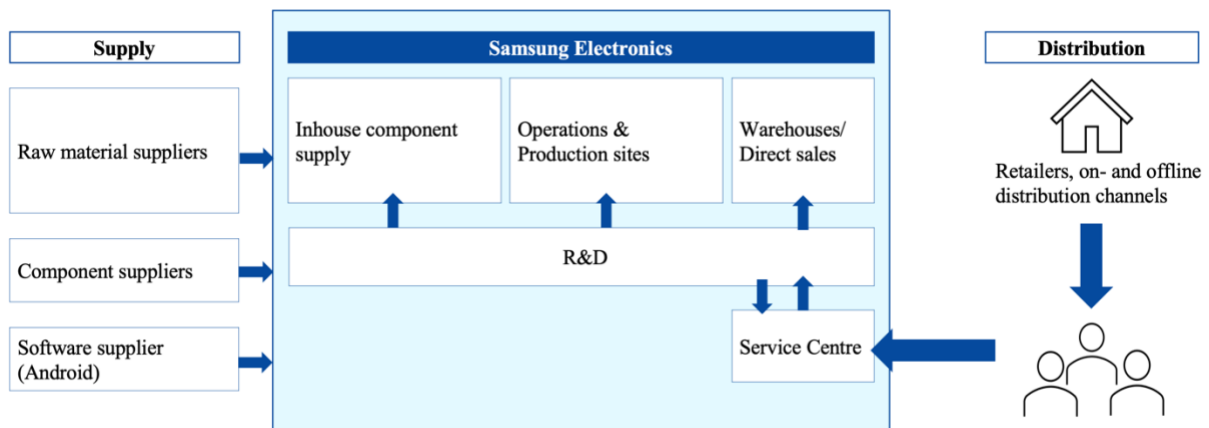 Supply
Raw material suppliers
Component suppliers
Software supplier
(Android)
Samsung Electronics
Inhouse component
supply
Operations &
Production sites
Warehouses/
Direct sales
R&D
Service Centre
Distribution
Retailers, on- and offline
distribution channels